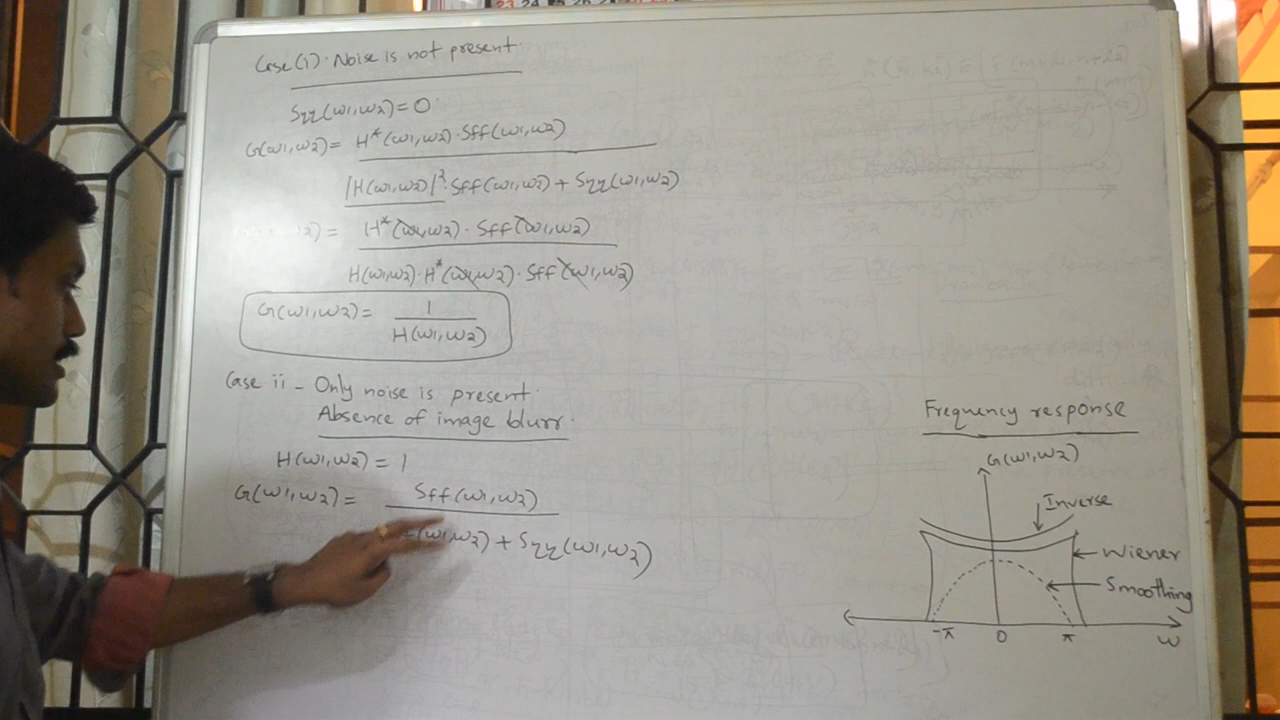 23 24
Case(i). Noise is not present.
Sηη(ω1,ω2)=0.
G(ω1,ω2)= H*(ω1,ω2).Sff(ω1,ω2)
|H(ω1,ω2)|².Sff(ω1,ω2) + Sηη(ω1,ω2)
= H*(ω1,ω2) . Sff(ω1,ω2)
H(ω1,ω2).H*(ω1,ω2).Sff(ω1,ω2)
G(ω1,ω2)= 1
H(ω1,ω2)
Case ii - Only noise is present.
Absence of image blurr.
H(ω1,ω2) = 1
G(ω1,ω2)= Sff(ω1,ω2)
(ω1,ω2) + Sηη(ω1,ω2)
Frequency response
G(ω1,ω2)
Inverse
Wiener
Smoothing
-π 0 π ω